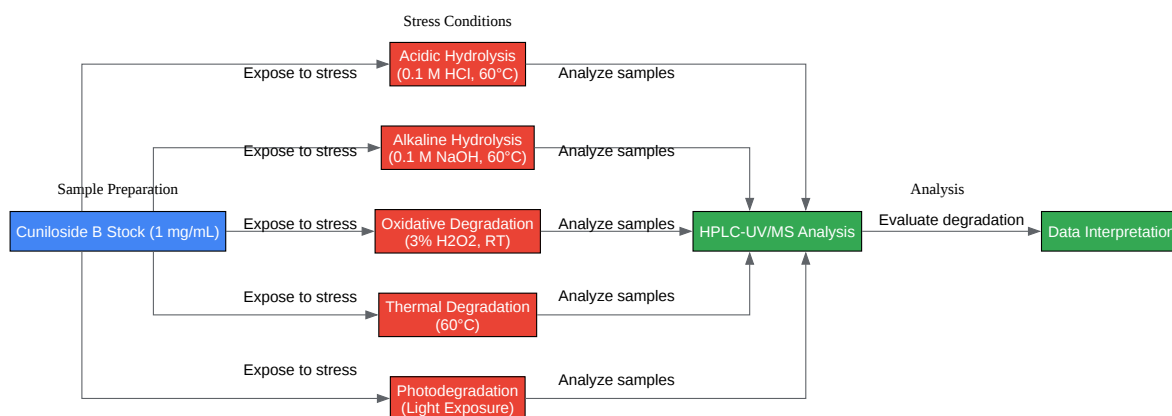 Stress Conditions
Acidic Hydrolysis
(0.1 M HCl, 60°C)
Expose to stress
Analyze samples
Alkaline Hydrolysis
(0.1 M NaOH, 60°C)
Expose to stress
Analyze samples
Sample Preparation
Cuniloside B Stock (1 mg/mL)
Expose to stress
Oxidative Degradation
(3% H2O2, RT)
Analyze samples
HPLC-UV/MS Analysis
Analysis
Evaluate degradation
Data Interpretation
Expose to stress
Thermal Degradation
(60°C)
Analyze samples
Expose to stress
Photodegradation
(Light Exposure)
Analyze samples